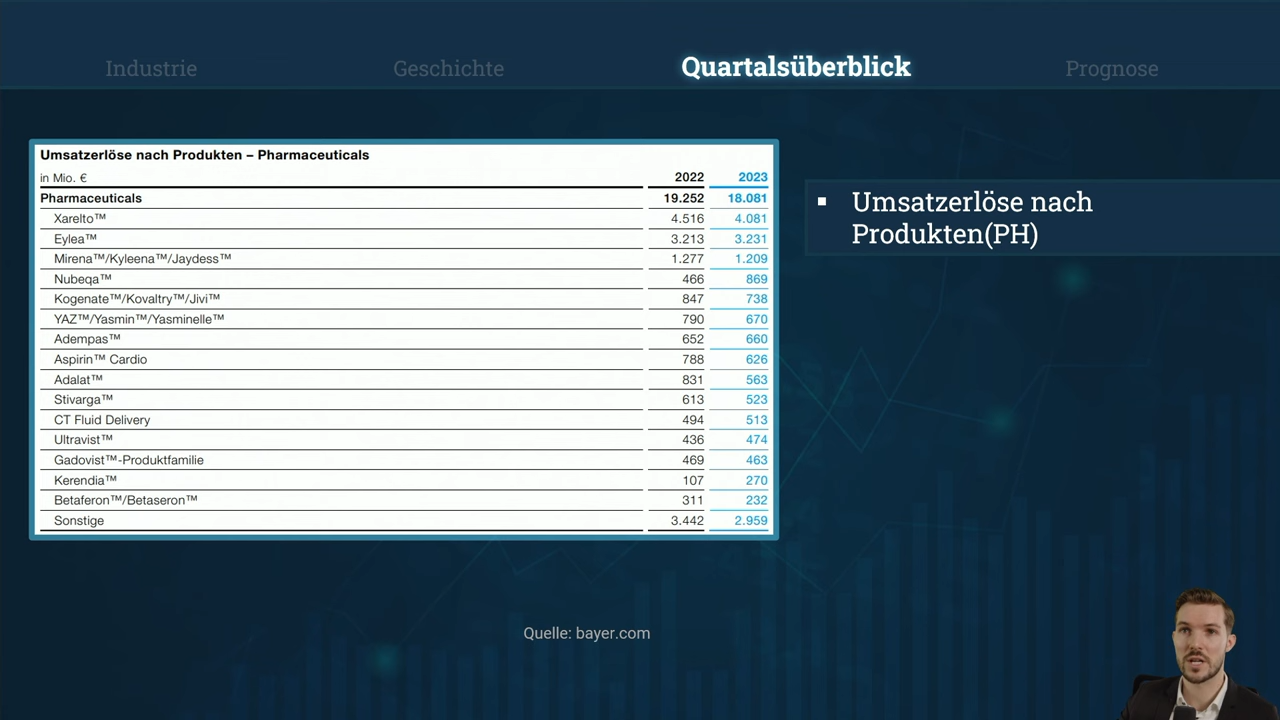 Industrie Geschichte Quartalsüberblick Prognose
Umsatzerlöse nach Produkten – Pharmaceuticals
in Mio. € 2022 2023
Pharmaceuticals 19.252 18.081
Xarelto™ 4.516 4.081
Eylea™ 3.213 3.231
Mirena™/Kyleena™/Jaydess™ 1.277 1.209
Nubeqa™ 466 869
Kogenate™/Kovaltry™/Jivi™ 847 738
YAZ™/Yasmin™/Yasminelle™ 790 670
Adempas™ 652 660
Aspirin™ Cardio 788 626
Adalat™ 831 563
Stivarga™ 613 523
CT Fluid Delivery 494 513
Ultravist™ 436 474
Gadovist™-Produktfamilie 469 463
Kerendia™ 107 270
Betaferon™/Betaseron™ 311 232
Sonstige 3.442 2.959
▪ Umsatzerlöse nach
Produkten(PH)
Quelle: bayer.com